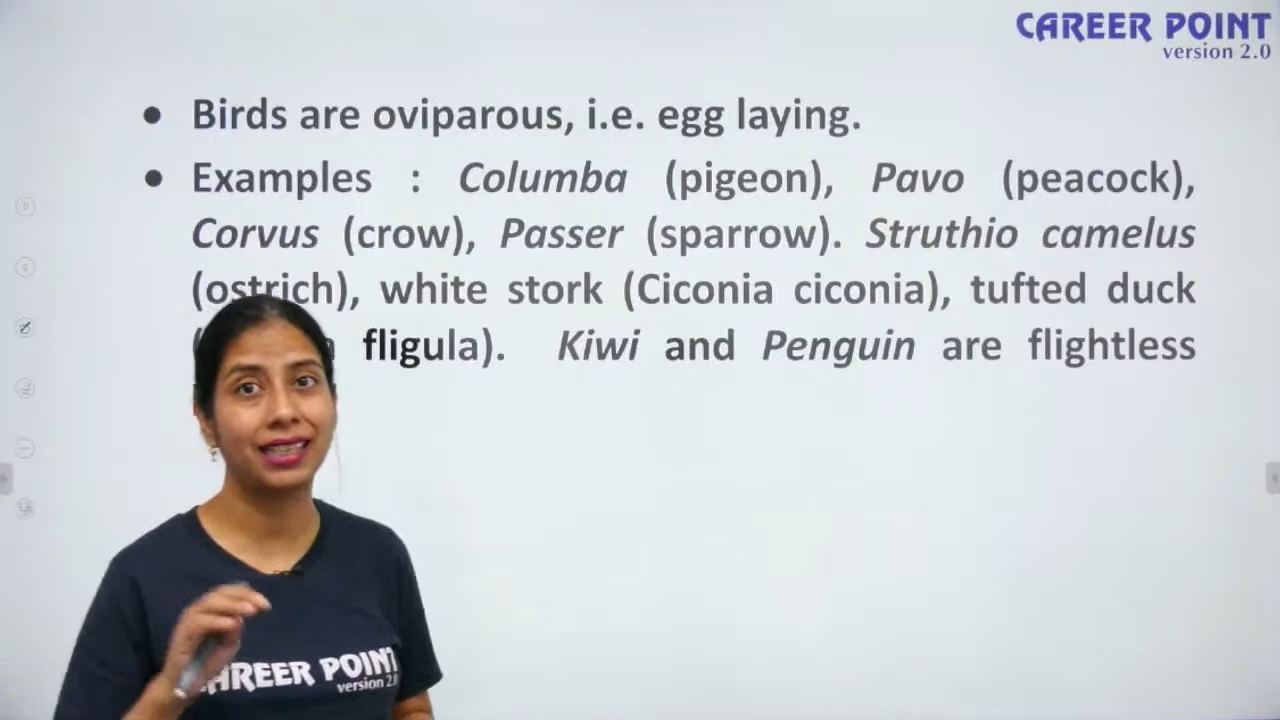 CAREER POINT
version 2.0
• Birds are oviparous, i.e. egg laying.
• Examples : Columba (pigeon), Pavo (peacock),
Corvus (crow), Passer (sparrow). Struthio camelus
(ostrich), white stork (Ciconia ciconia), tufted duck
fligula). Kiwi and Penguin are flightless
CAREER POINT
version 2.0